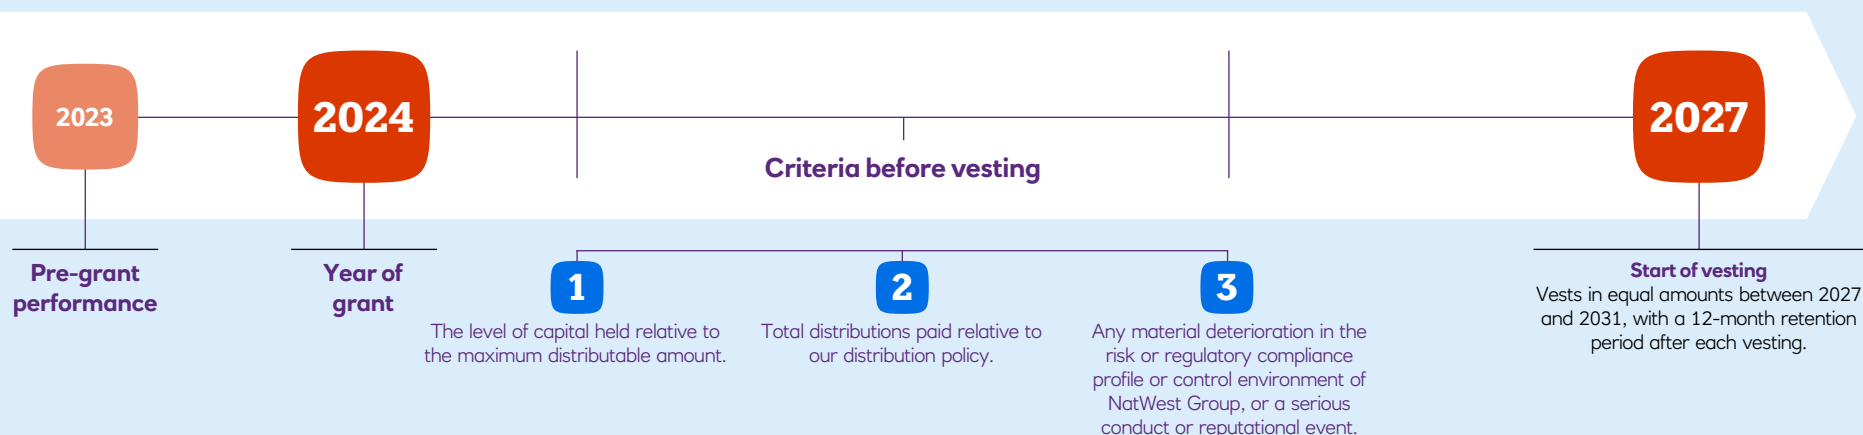 2023
2024
2027
Criteria before vesting
Pre-grant
performance
Year of
grant
1
The level of capital held relative to
the maximum distributable amount.
2
Total distributions paid relative to
our distribution policy.
3
Any material deterioration in the
risk or regulatory compliance
profile or control environment of
NatWest Group, or a serious
conduct or reputational event.
Start of vesting
Vests in equal amounts between 2027
and 2031, with a 12-month retention
period after each vesting.